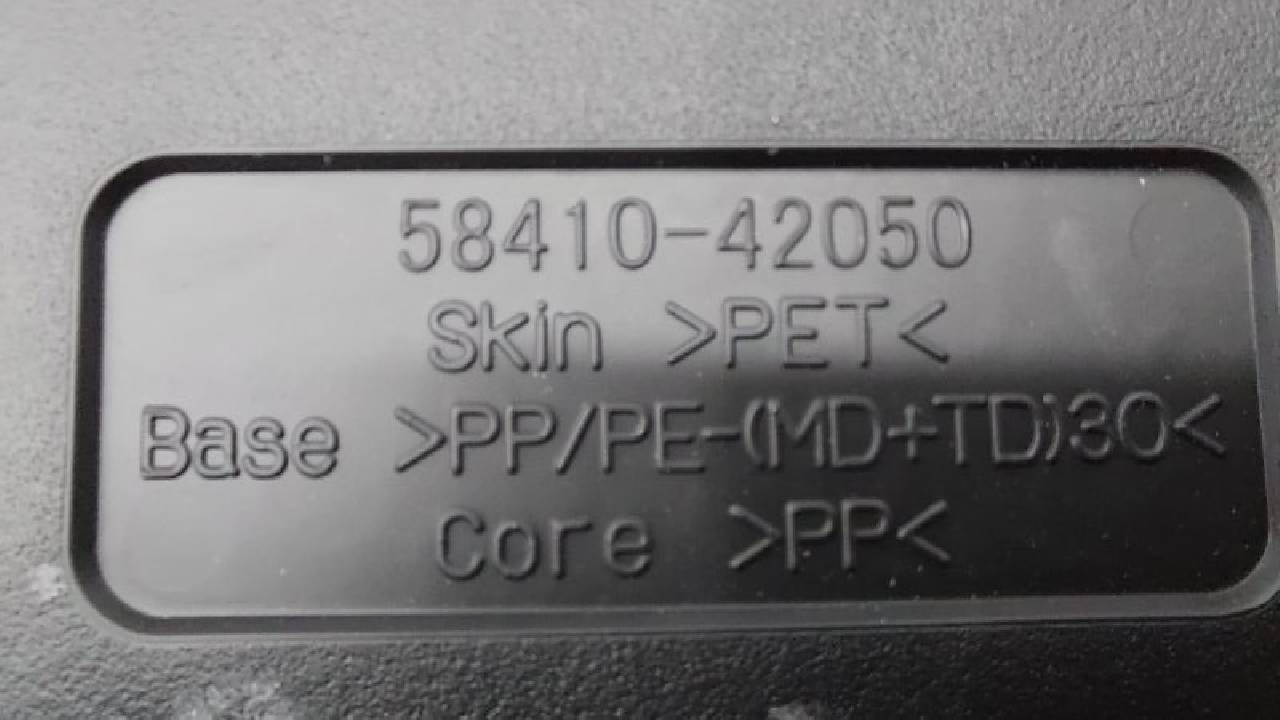 58410-42050
Skin >PET<
Base >PP/PE-(MD+TD)30<
Core >PP<